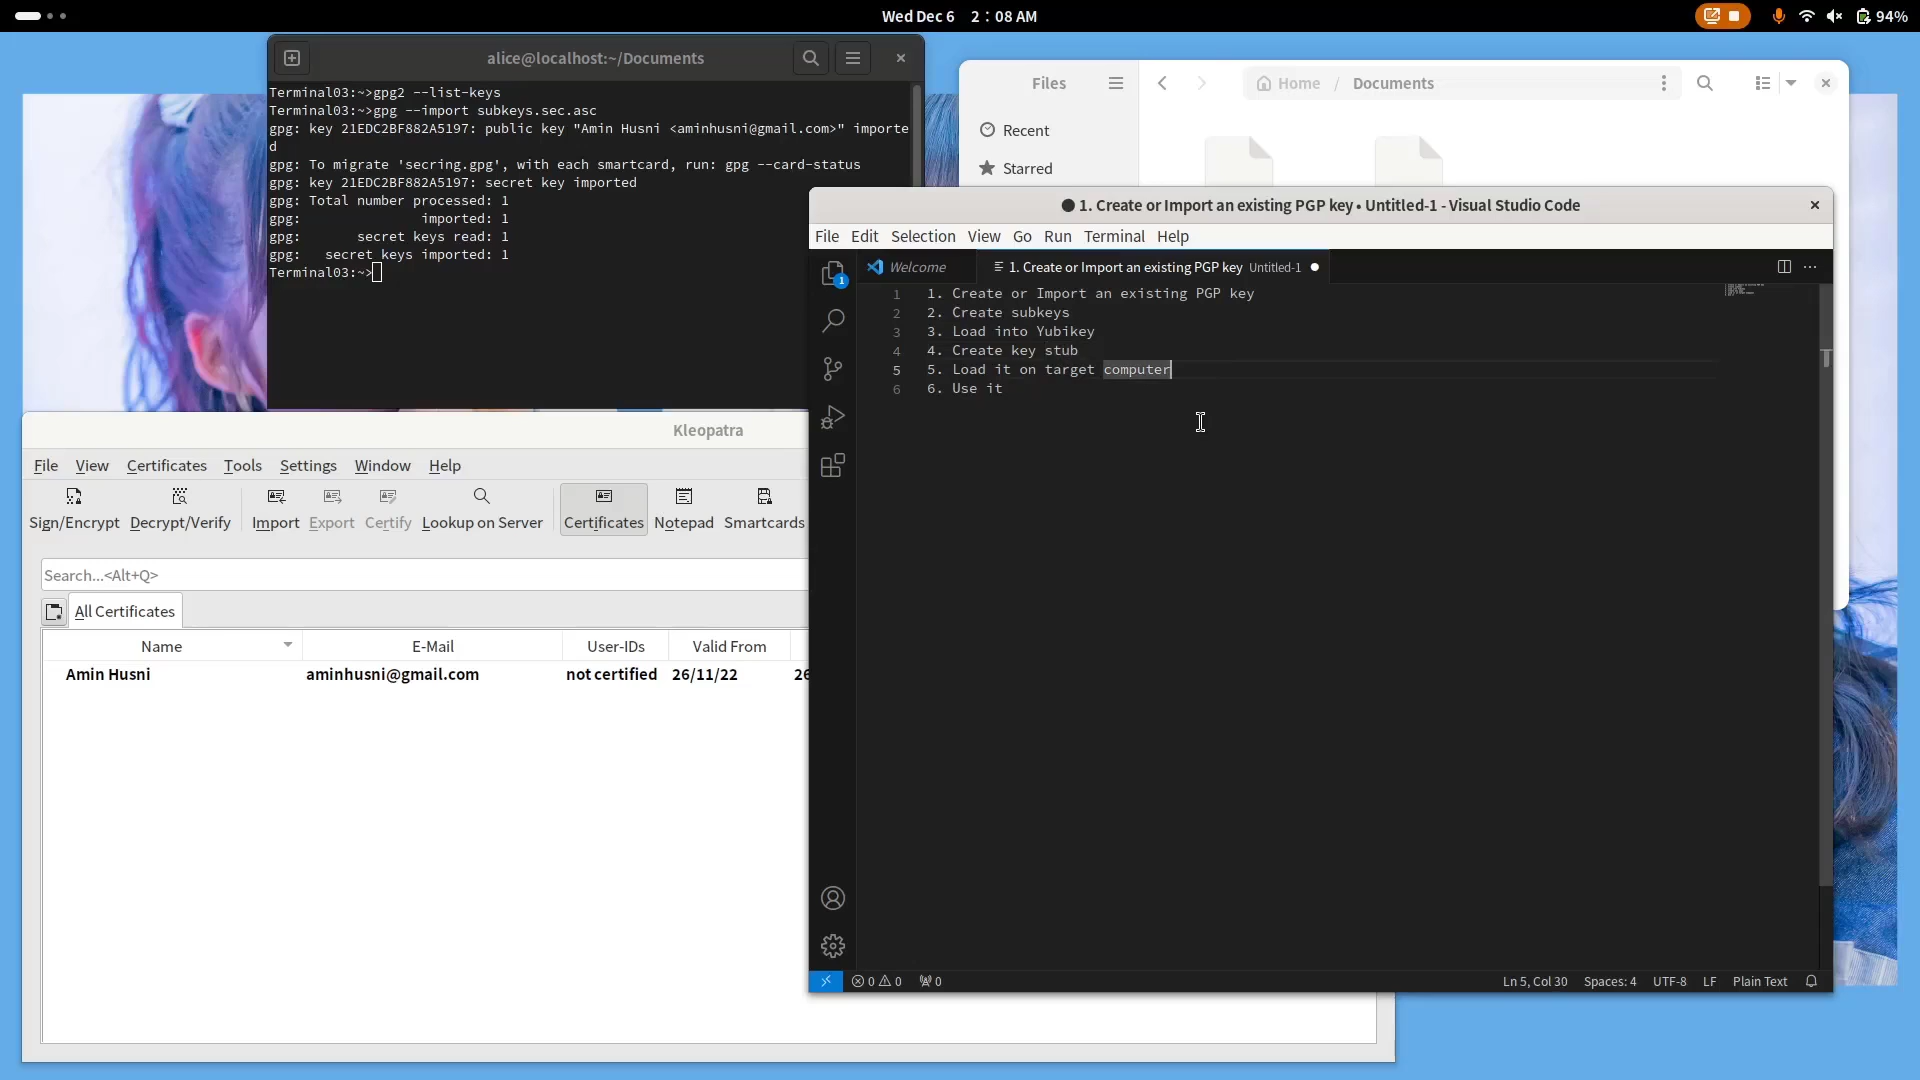 Wed Dec 6 2:08 AM
94%
alice@localhost:~/Documents
Terminal03:~>gpg2 --list-keys
Terminal03:~>gpg --import subkeys.sec.asc
gpg: key 21EDC2BF882A5197: public key "Amin Husni <aminhusni@gmail.com>" importe
d
gpg: To migrate 'secring.gpg', with each smartcard, run: gpg --card-status
gpg: key 21EDC2BF882A5197: secret key imported
gpg: Total number processed: 1
gpg: imported: 1
gpg: secret keys read: 1
gpg: secret keys imported: 1
Terminal03:~>
Files
Home / Documents
Recent
Starred
1. Create or Import an existing PGP key • Untitled-1 - Visual Studio Code
File Edit Selection View Go Run Terminal Help
1
Welcome
1. Create or Import an existing PGP key Untitled-1
1 1. Create or Import an existing PGP key
2 2. Create subkeys
3 3. Load into Yubikey
4 4. Create key stub
5 5. Load it on target computer
6 6. Use it
0 0 0
Ln 5, Col 30 Spaces: 4 UTF-8 LF Plain Text
Kleopatra
File View Certificates Tools Settings Window Help
Sign/Encrypt Decrypt/Verify Import Export Certify Lookup on Server Certificates Notepad Smartcards
Search...<Alt+Q>
All Certificates
Name E-Mail User-IDs Valid From
Amin Husni aminhusni@gmail.com not certified 26/11/22 26